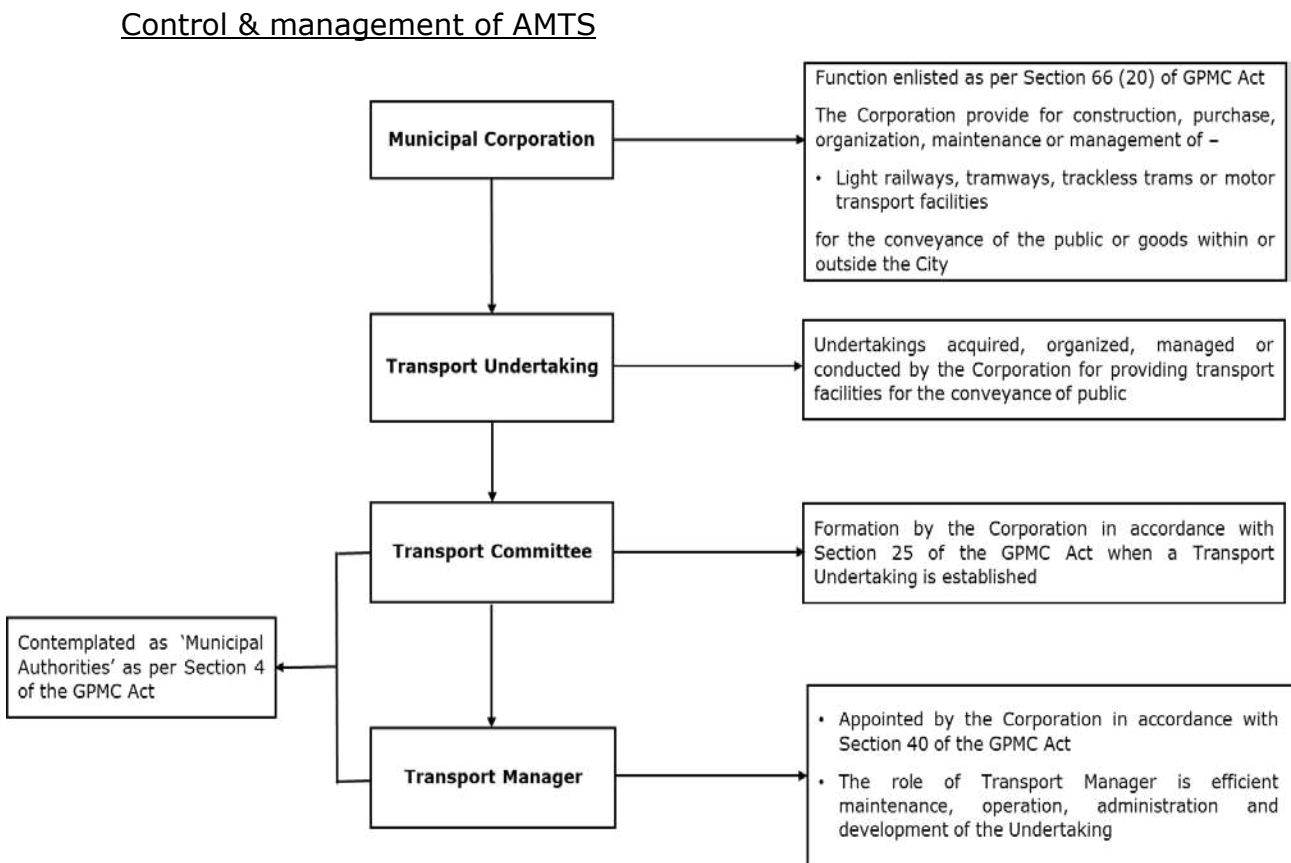 Control & management of AMTS
Municipal Corporation
Function enlisted as per Section 66 (20) of GPMC Act
The Corporation provide for construction, purchase,
organization, maintenance or management of –
• Light railways, tramways, trackless trams or motor
transport facilities
for the conveyance of the public or goods within or
outside the City
Transport Undertaking
Undertakings acquired, organized, managed or
conducted by the Corporation for providing transport
facilities for the conveyance of public
Transport Committee
Formation by the Corporation in accordance with
Section 25 of the GPMC Act when a Transport
Undertaking is established
Contemplated as ‘Municipal
Authorities’ as per Section 4
of the GPMC Act
Transport Manager
• Appointed by the Corporation in accordance with
Section 40 of the GPMC Act
• The role of Transport Manager is efficient
maintenance, operation, administration and
development of the Undertaking